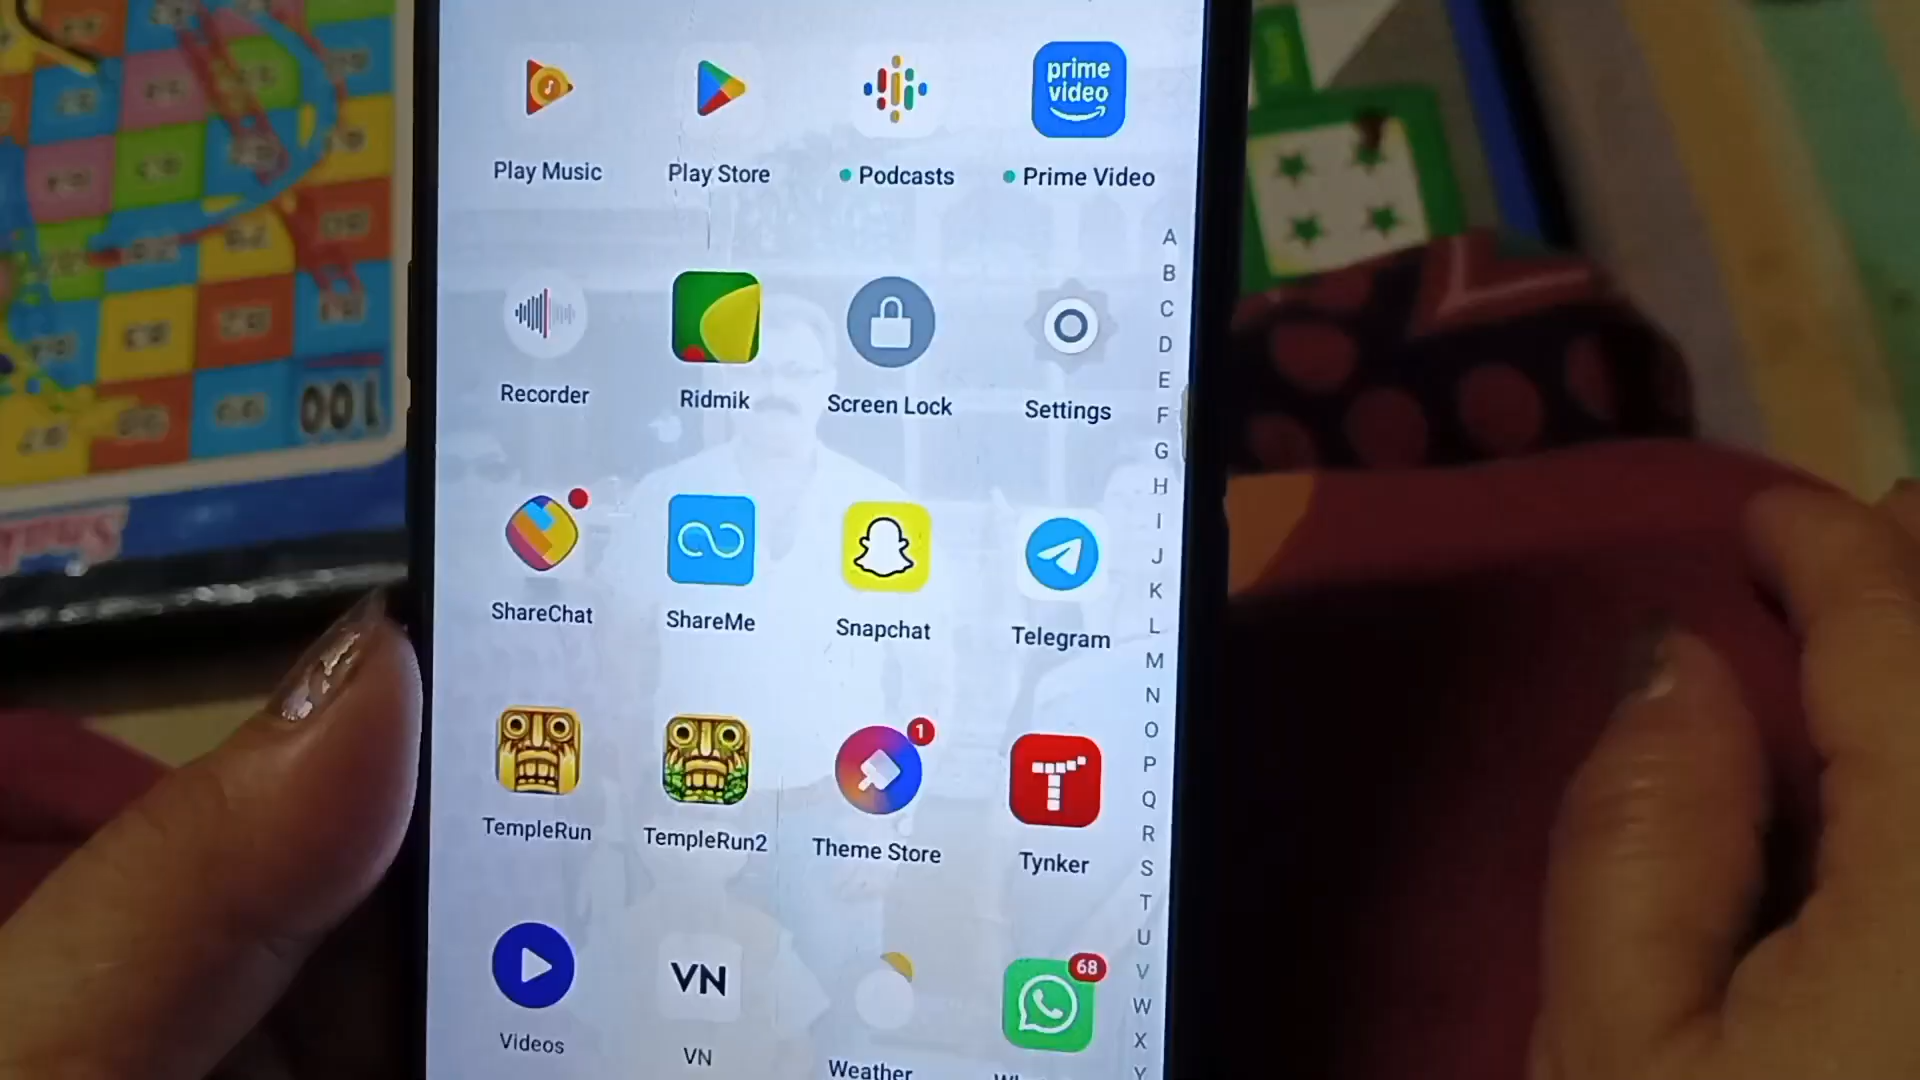 prime
video
Play Music
Play Store
Podcasts
Prime Video
A
B
C
D
E
F
G
H
I
J
K
L
M
N
O
P
Q
R
S
T
U
V
W
X
Y
Recorder
Ridmik
Screen Lock
Settings
ShareChat
ShareMe
Snapchat
Telegram
TempleRun
TempleRun2
1
Theme Store
T
Tynker
Videos
VN
VN
Weather
68
100